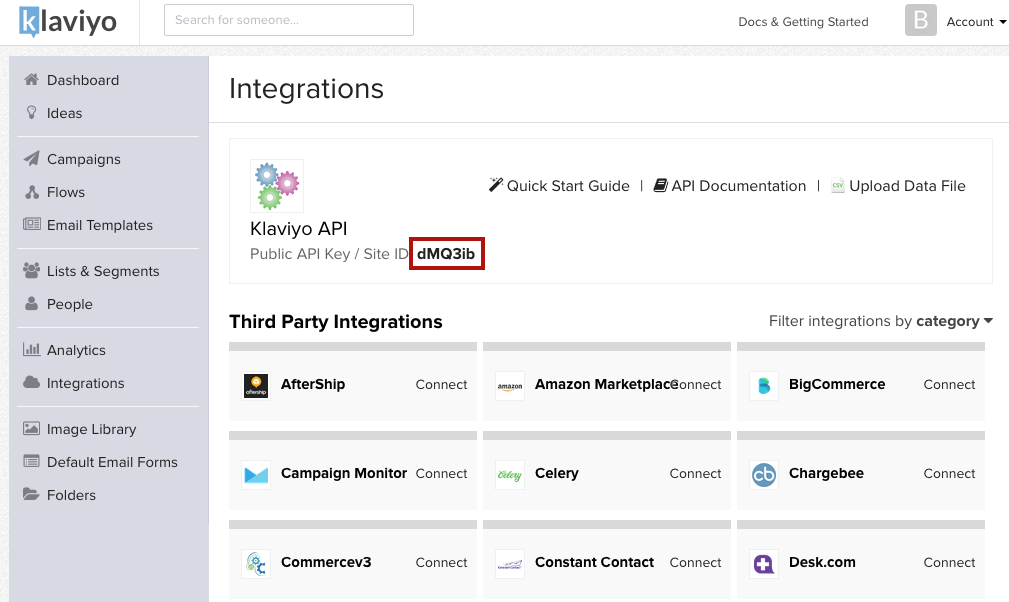 klaviyo
Search for someone...
Docs & Getting Started
B
Account
Dashboard
Ideas
Campaigns
Flows
Email Templates
Lists & Segments
People
Analytics
Integrations
Image Library
Default Email Forms
Folders
Integrations
Quick Start Guide | API Documentation | CSV Upload Data File
Klaviyo API
Public API Key / Site ID dMQ3ib
Third Party Integrations
Filter integrations by category
aftership AfterShip Connect
amazon Amazon Marketplace Connect
BigCommerce Connect
Campaign Monitor Connect
Celery Celery Connect
cb Chargebee Connect
Commercev3 Connect
Constant Contact Connect
Desk.com Connect